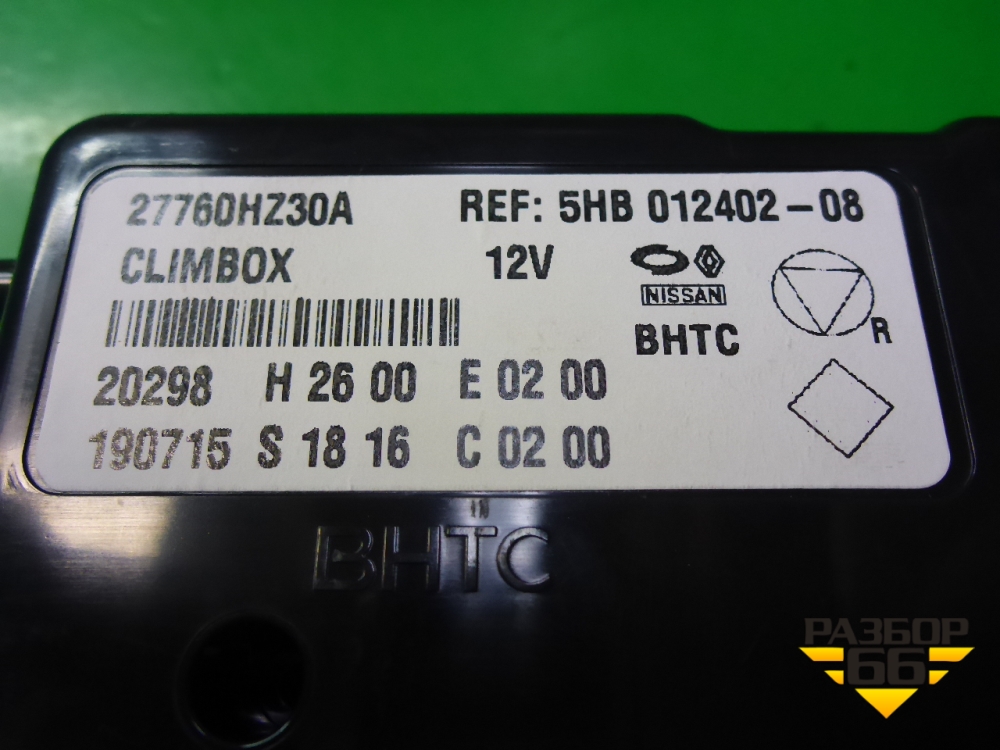 27760HZ30A REF: 5HB 012402-08
CLIMBOX 12V
NISSAN
BHTC
R
20298 H 26 00 E 02 00
190715 S 18 16 C 02 00
BHTC
РАЗБОР
66